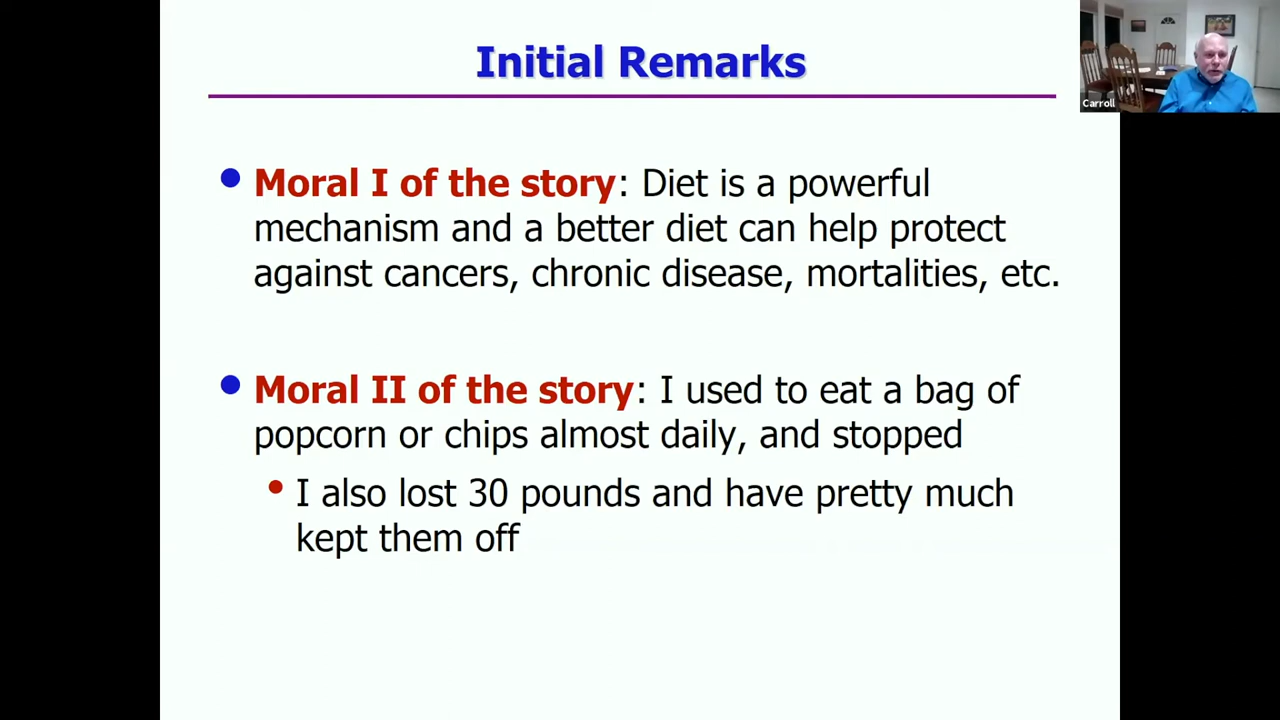 Initial Remarks
Carroll
• Moral I of the story: Diet is a powerful
mechanism and a better diet can help protect
against cancers, chronic disease, mortalities, etc.
• Moral II of the story: I used to eat a bag of
popcorn or chips almost daily, and stopped
• I also lost 30 pounds and have pretty much
kept them off